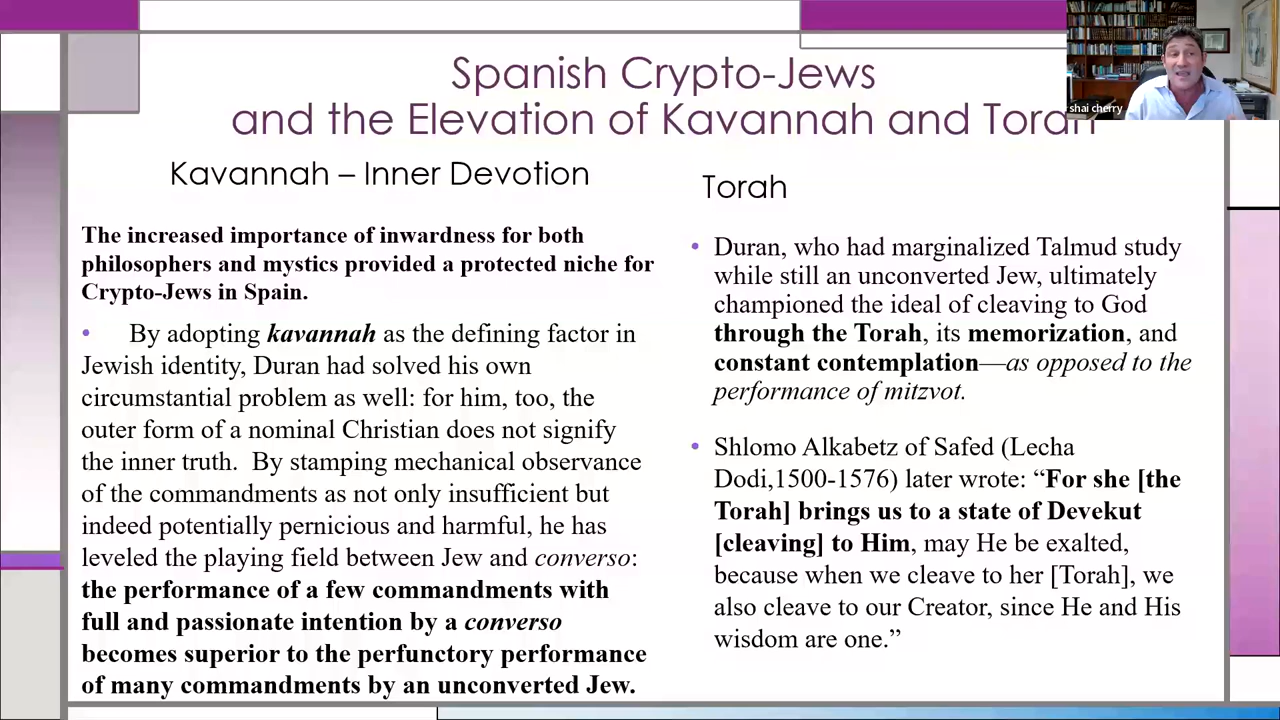 Spanish Crypto-Jews
and the Elevation of Kavannah and Torah
shai cherry
Kavannah – Inner Devotion
The increased importance of inwardness for both
philosophers and mystics provided a protected niche for
Crypto-Jews in Spain.
• By adopting kavannah as the defining factor in
Jewish identity, Duran had solved his own
circumstantial problem as well: for him, too, the
outer form of a nominal Christian does not signify
the inner truth. By stamping mechanical observance
of the commandments as not only insufficient but
indeed potentially pernicious and harmful, he has
leveled the playing field between Jew and converso:
the performance of a few commandments with
full and passionate intention by a converso
becomes superior to the perfunctory performance
of many commandments by an unconverted Jew.
Torah
• Duran, who had marginalized Talmud study
while still an unconverted Jew, ultimately
championed the ideal of cleaving to God
through the Torah, its memorization, and
constant contemplation—as opposed to the
performance of mitzvot.
• Shlomo Alkabetz of Safed (Lecha
Dodi,1500-1576) later wrote: “For she [the
Torah] brings us to a state of Devekut
[cleaving] to Him, may He be exalted,
because when we cleave to her [Torah], we
also cleave to our Creator, since He and His
wisdom are one.”